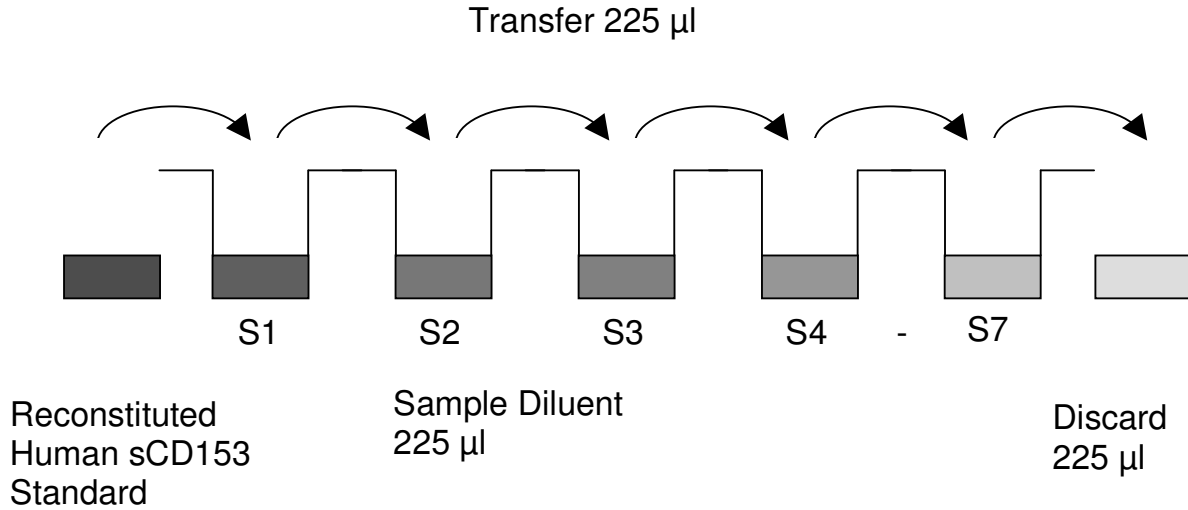 Transfer 225 µl
S1 S2 S3 S4 - S7
Reconstituted
Human sCD153
Standard
Sample Diluent
225 µl
Discard
225 µl